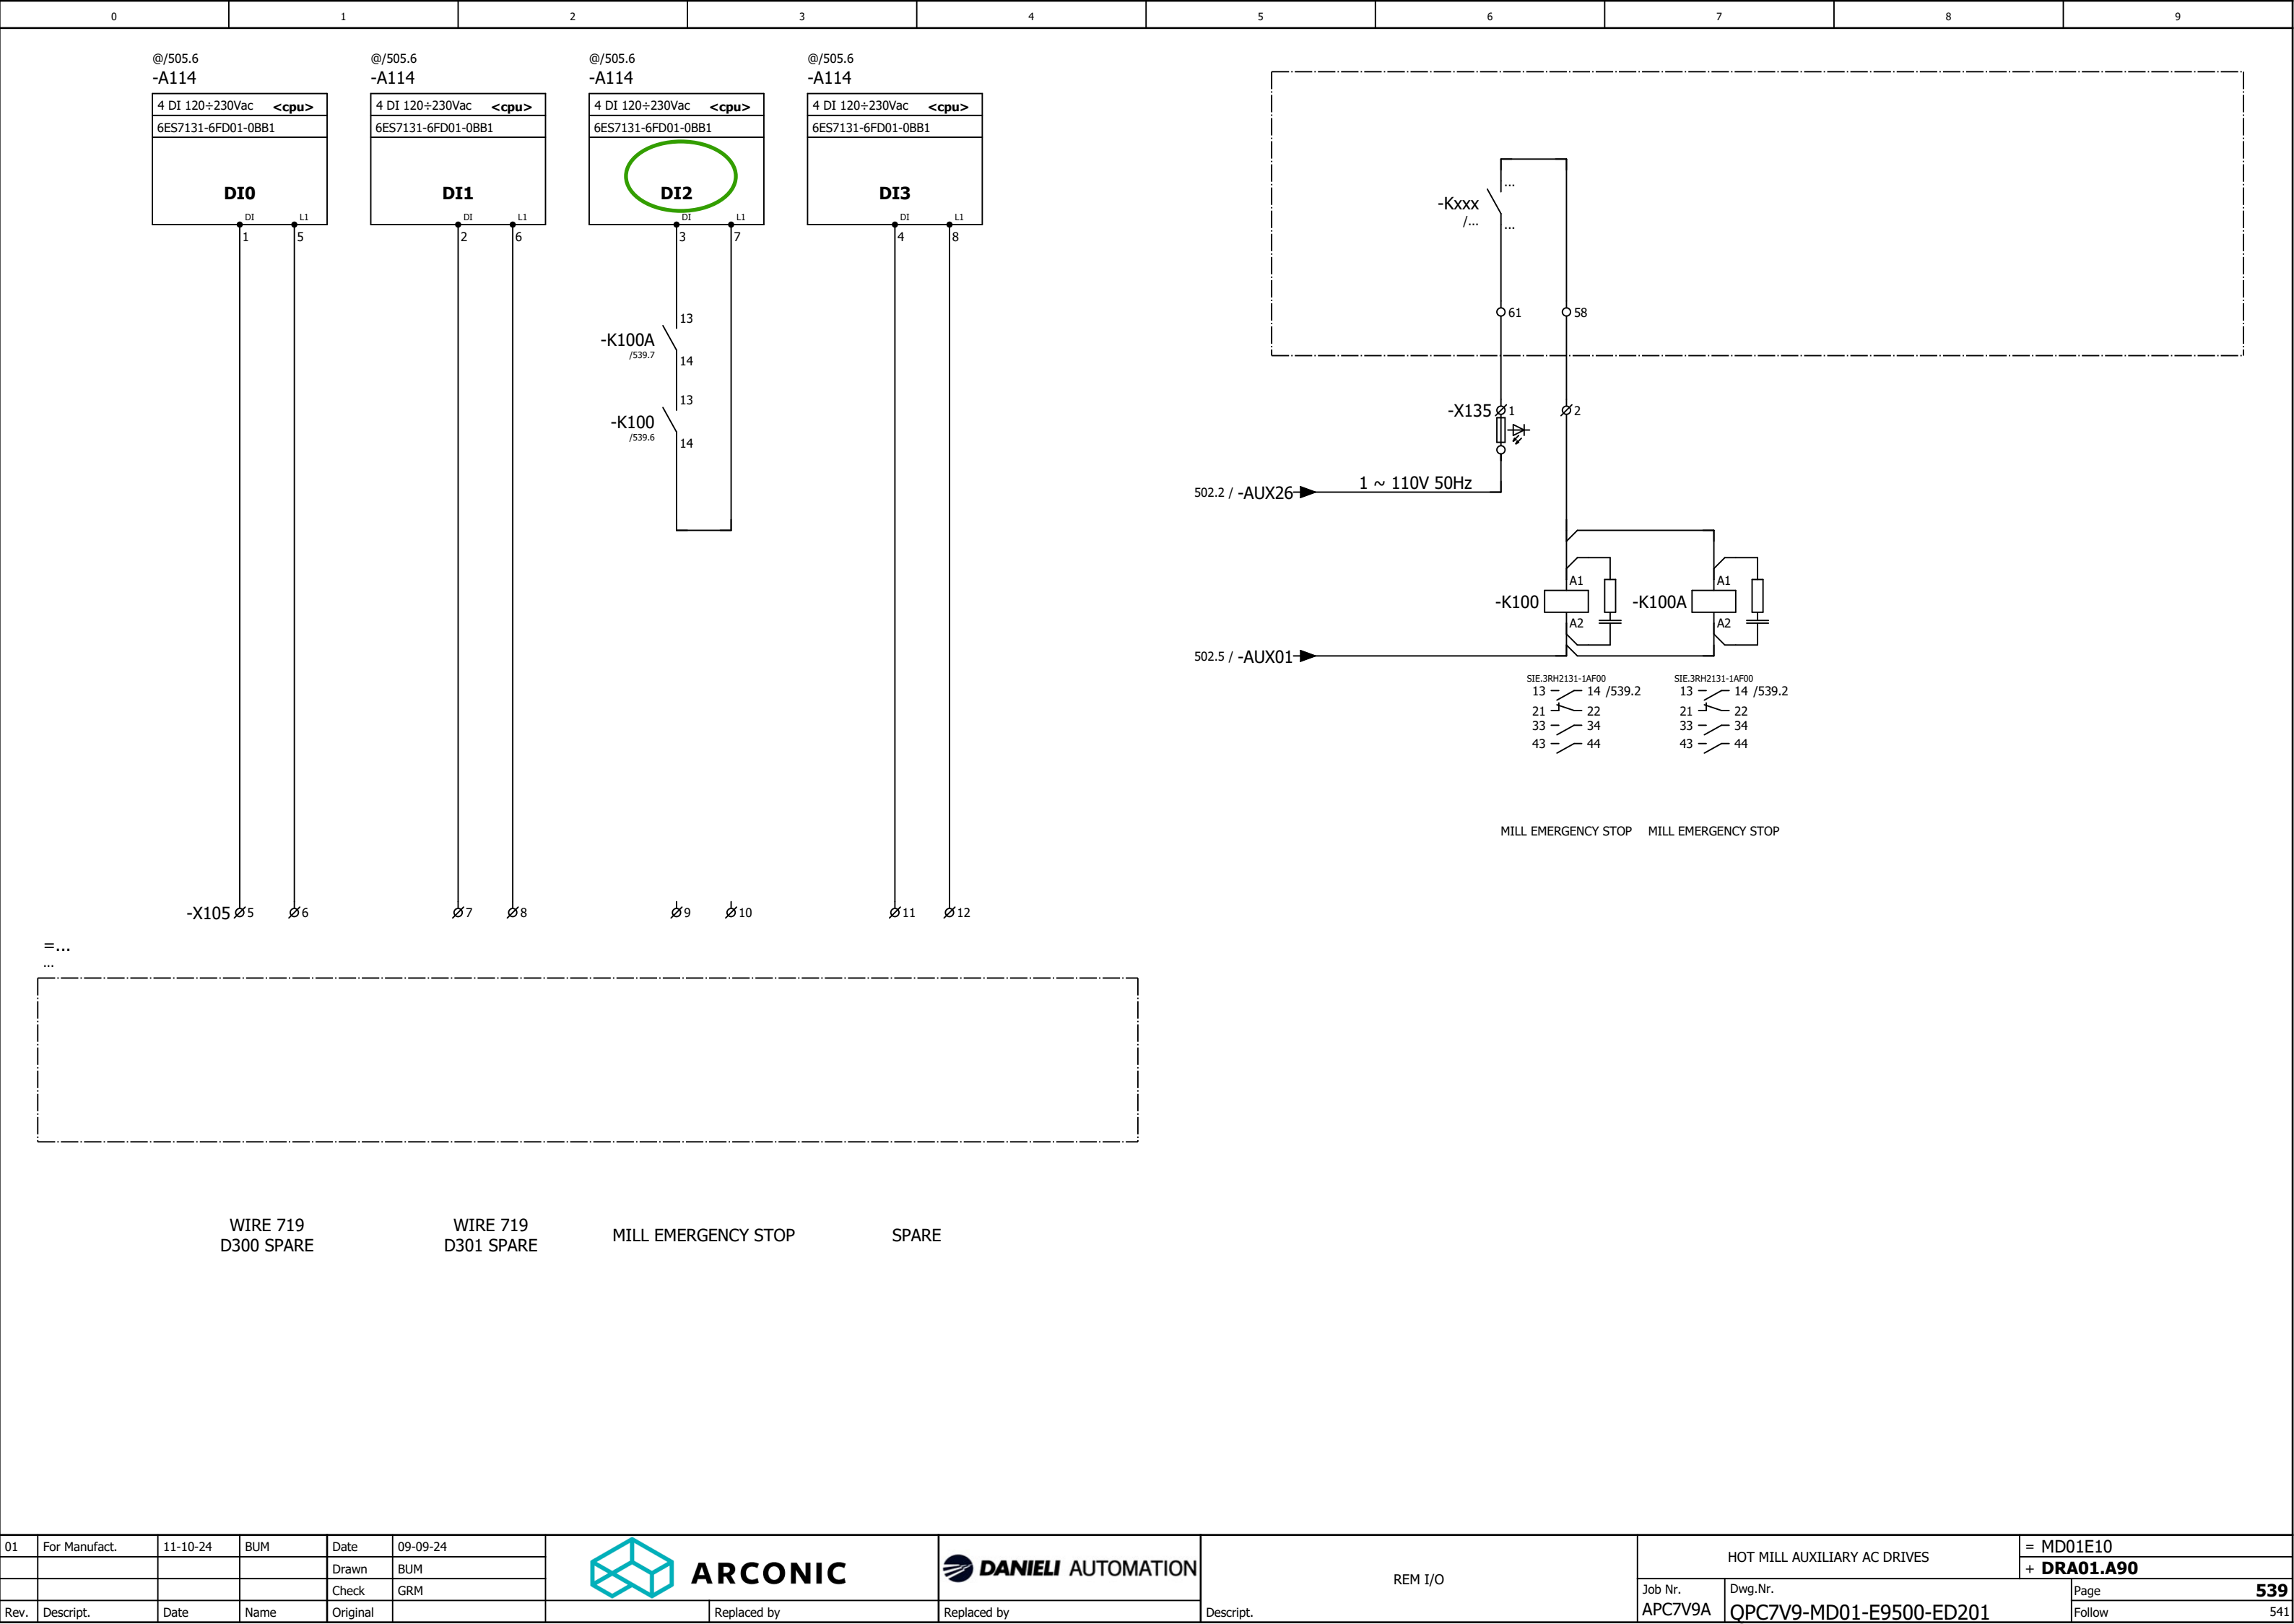 0 1 2 3 4 5 6 7 8 9
@/505.6 @/505.6 @/505.6 @/505.6
-A114 -A114 -A114 -A114
4 DI 120÷230Vac <cpu> 4 DI 120÷230Vac <cpu> 4 DI 120÷230Vac <cpu> 4 DI 120÷230Vac <cpu>
6ES7131-6FD01-0BB1 6ES7131-6FD01-0BB1 6ES7131-6FD01-0BB1 6ES7131-6FD01-0BB1
DI0 DI1 DI2 DI3
DI L1 DI L1 DI L1 DI L1
1 5 2 6 3 7 4 8
13
-K100A
/539.7
14
13
-K100
/539.6
14
...
-Kxxx
/...
...
61 58
-X135 1 2
502.2 / -AUX26 1 ~ 110V 50Hz
A1 A1
-K100 -K100A
A2 A2
502.5 / -AUX01
SIE.3RH2131-1AF00 SIE.3RH2131-1AF00
13 14 /539.2 13 14 /539.2
21 22 21 22
33 34 33 34
43 44 43 44
MILL EMERGENCY STOP MILL EMERGENCY STOP
-X105 5 6 7 8 9 10 11 12
=...
...
WIRE 719 WIRE 719
D300 SPARE D301 SPARE MILL EMERGENCY STOP SPARE
01 For Manufact. 11-10-24 BUM Date 09-09-24
Drawn BUM
Check GRM
Rev. Descript. Date Name Original
ARCONIC
Replaced by
DANIELI AUTOMATION
Replaced by
REM I/O
Descript.
HOT MILL AUXILIARY AC DRIVES
= MD01E10
+ DRA01.A90
Job Nr. Dwg.Nr. Page 539
APC7V9A QPC7V9-MD01-E9500-ED201 Follow 541